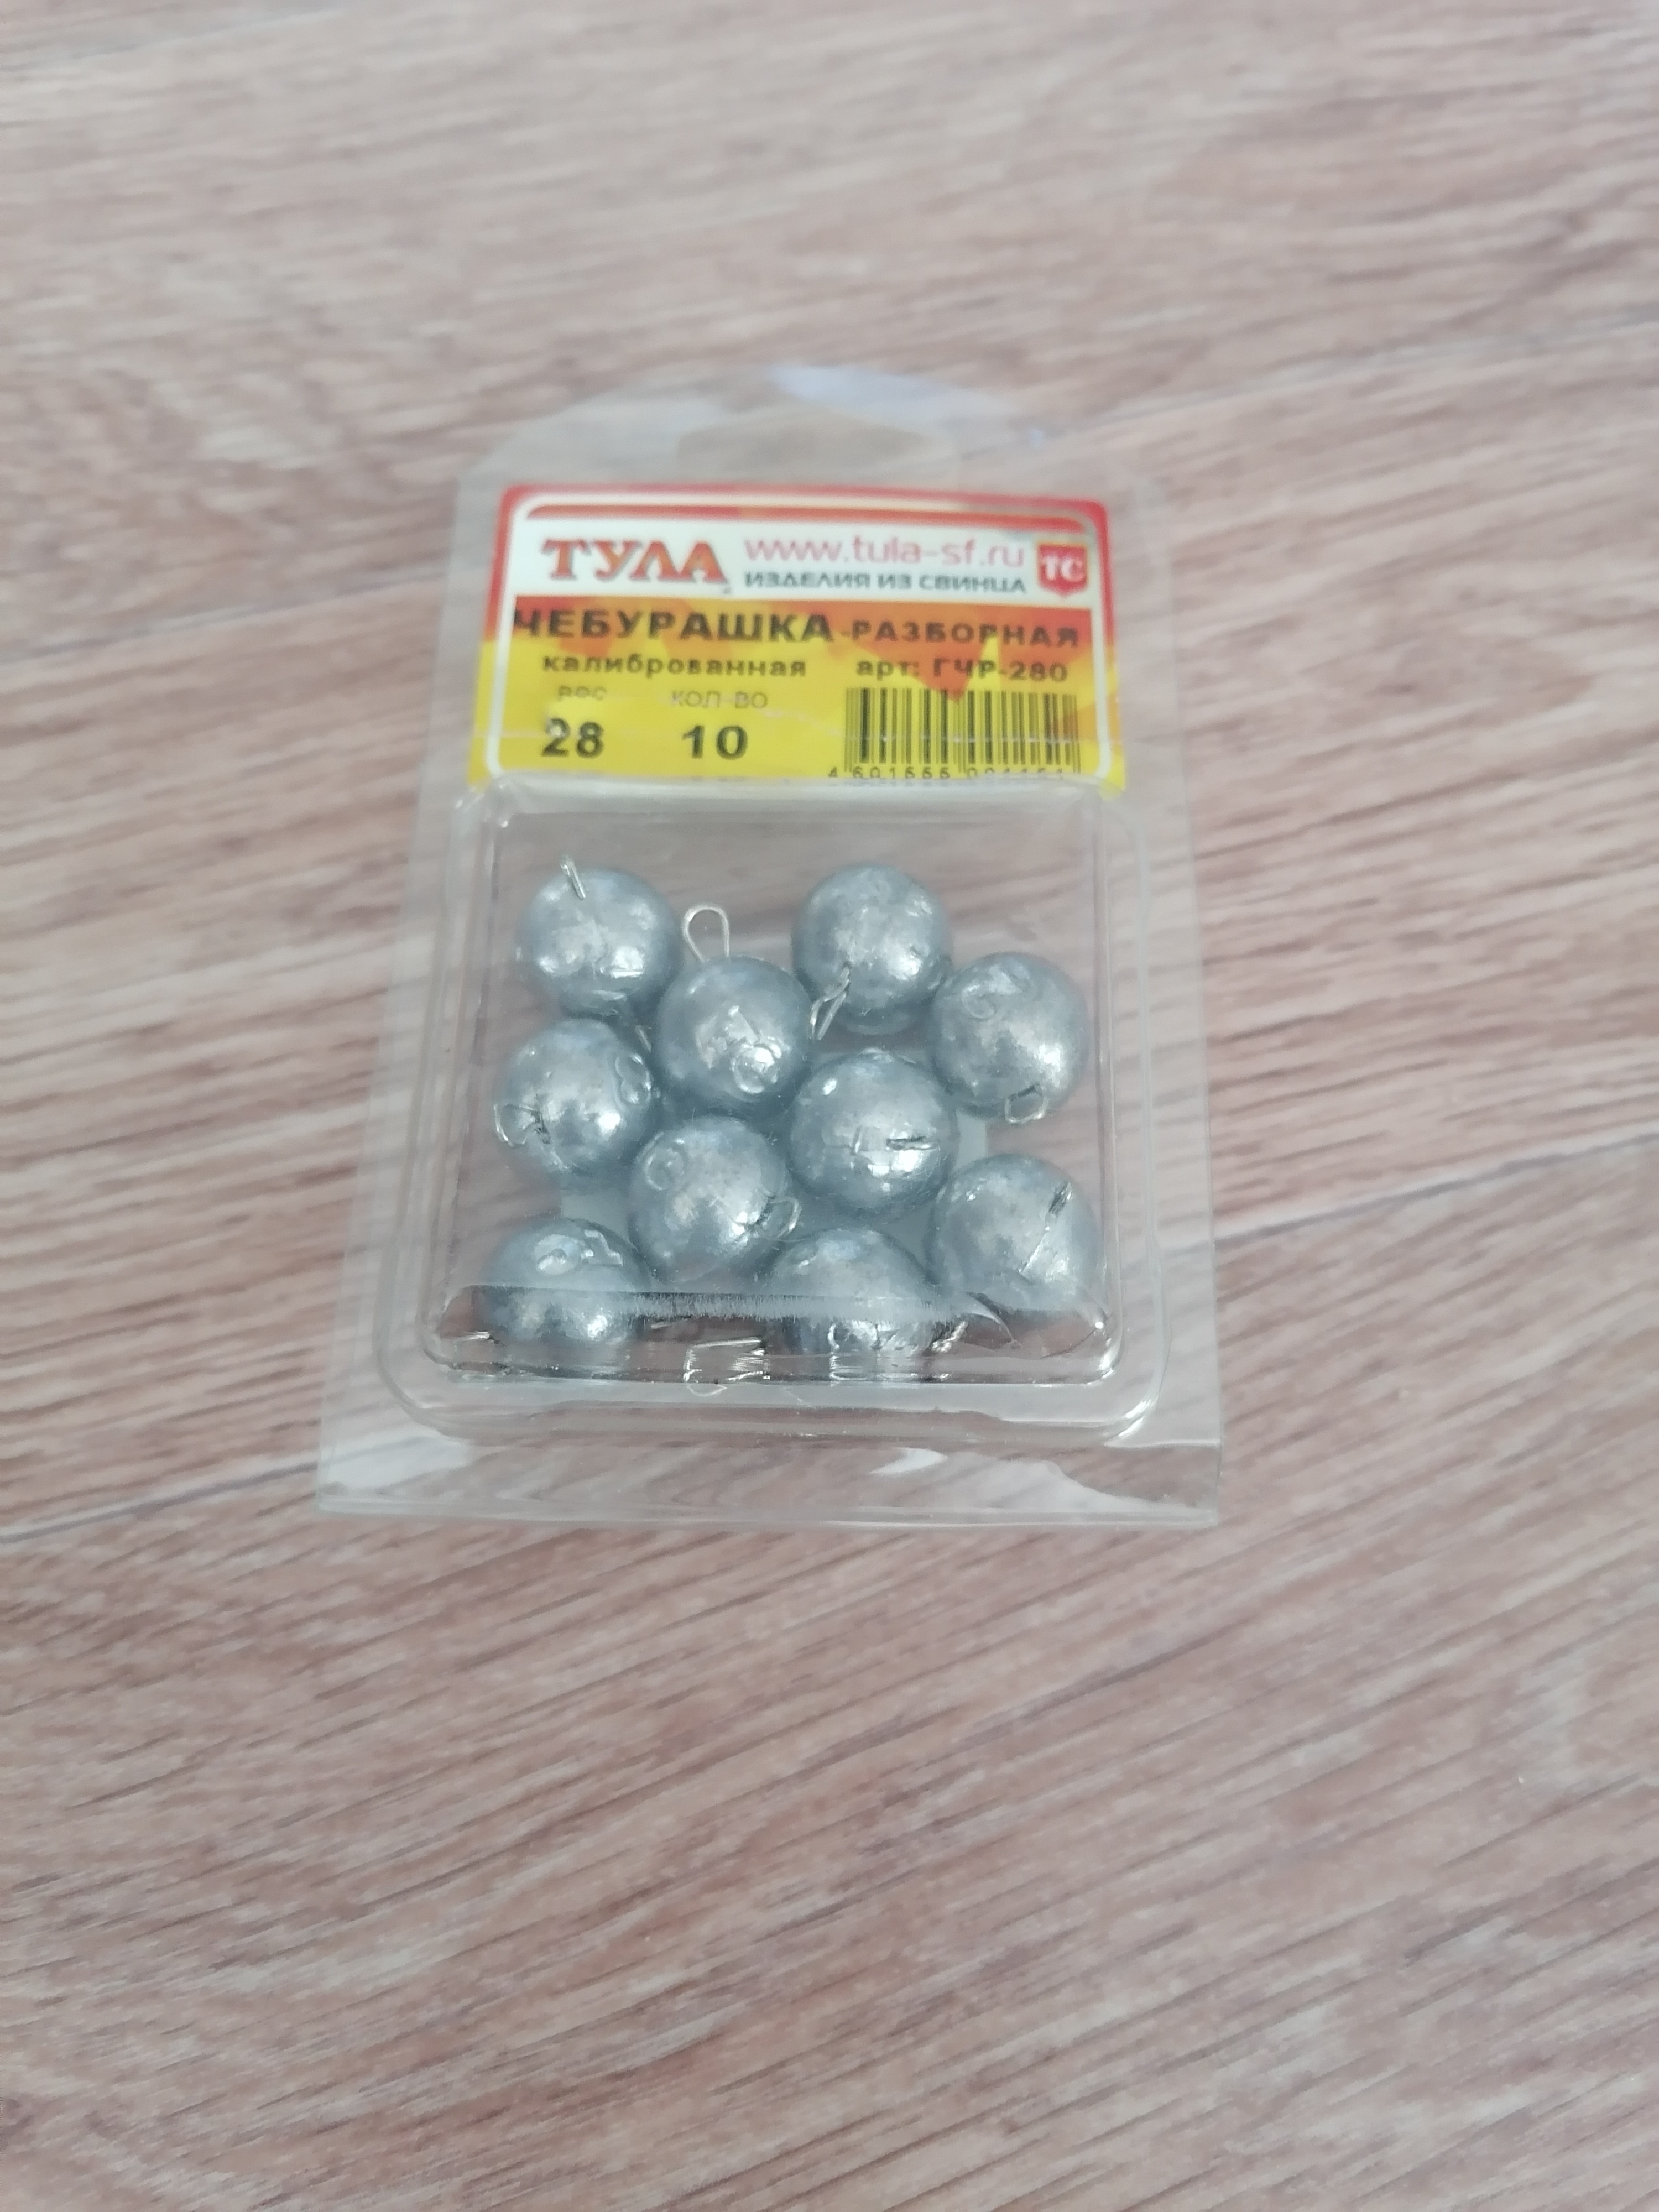 ТУЛА www.tula-sf.ru ТС
ИЗДЕЛИЯ ИЗ СВИНЦА
ЧЕБУРАШКА-РАЗБОРНАЯ
калиброванная арт: ГЧР-280
вес кол-во
28 10